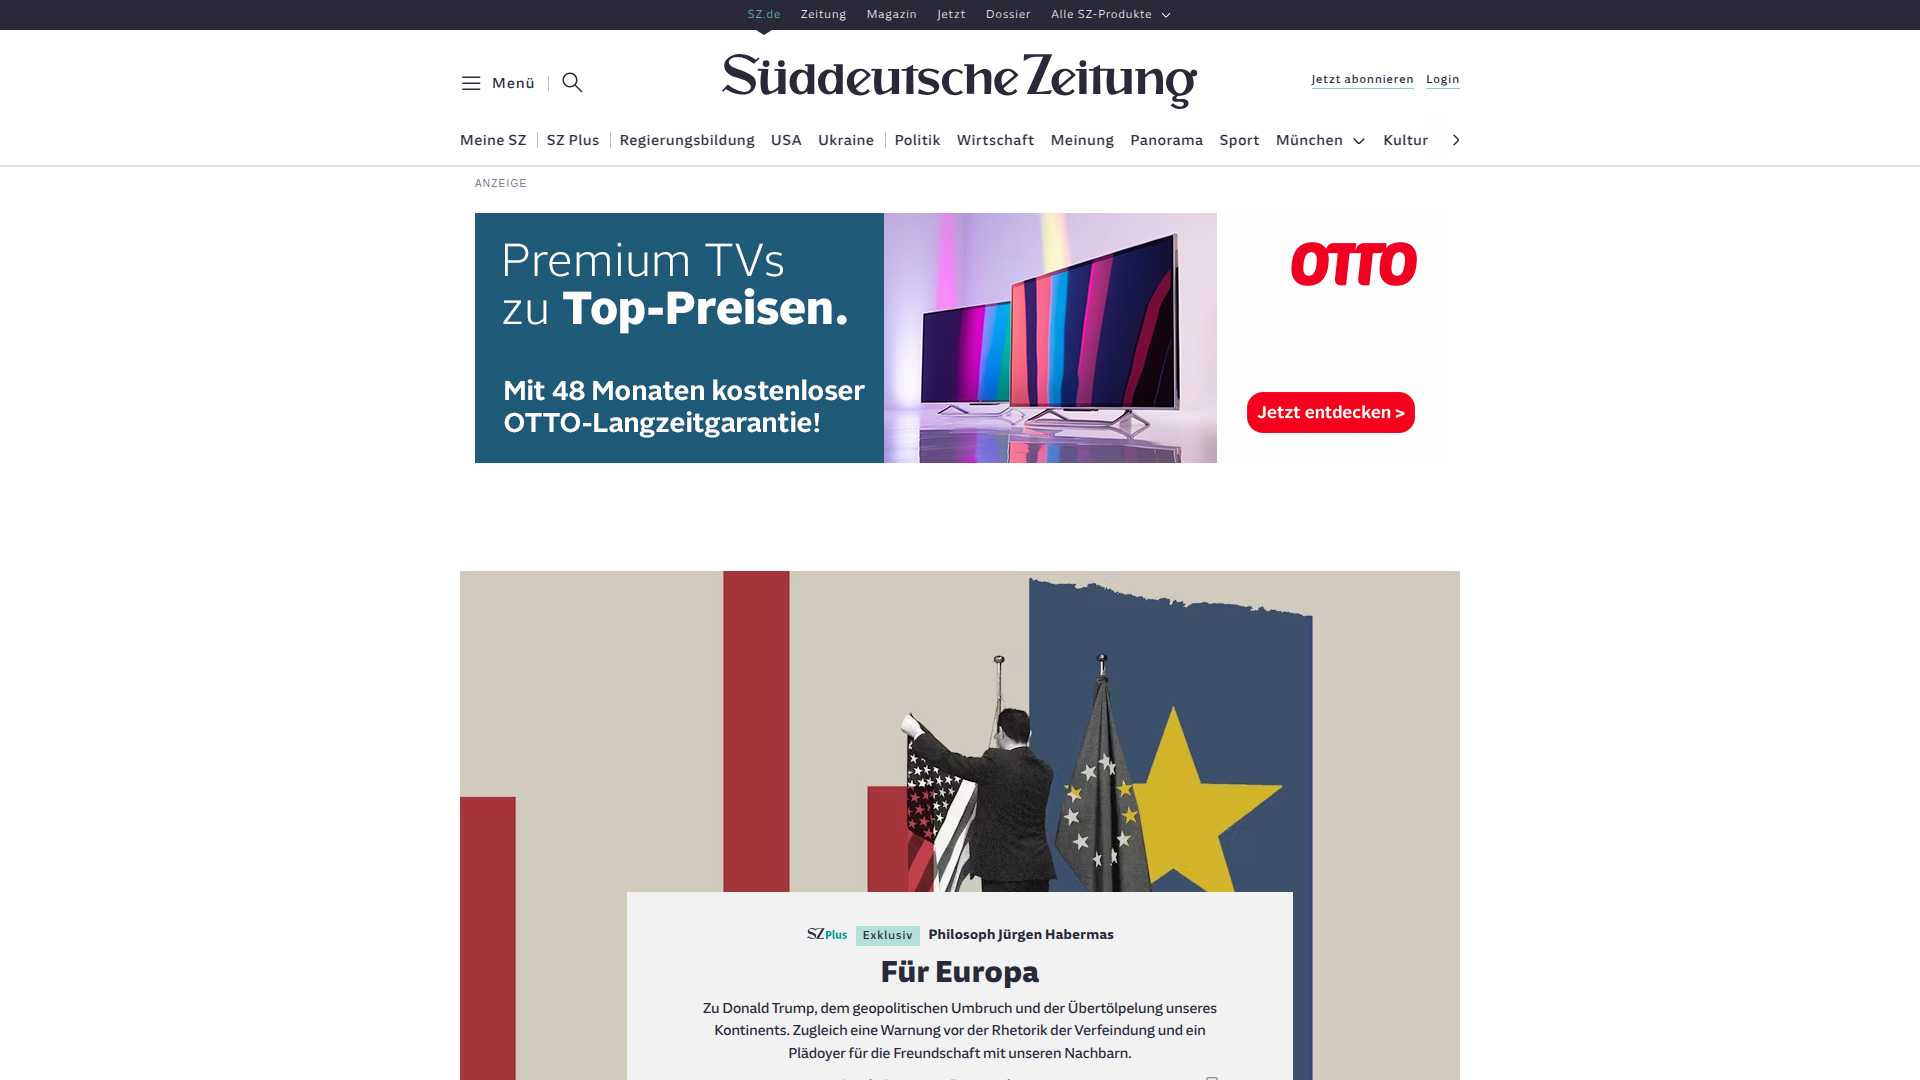 SZ.de Zeitung Magazin Jetzt Dossier Alle SZ-Produkte
Menü
Süddeutsche Zeitung
Jetzt abonnieren Login
Meine SZ SZ Plus Regierungsbildung USA Ukraine Politik Wirtschaft Meinung Panorama Sport München Kultur
ANZEIGE
Premium TVs
zu Top-Preisen.
Mit 48 Monaten kostenloser
OTTO-Langzeitgarantie!
OTTO
Jetzt entdecken >
SZ Plus Exklusiv Philosoph Jürgen Habermas
Für Europa
Zu Donald Trump, dem geopolitischen Umbruch und der Übertölpelung unseres
Kontinents. Zugleich eine Warnung vor der Rhetorik der Verfeindung und ein
Plädoyer für die Freundschaft mit unseren Nachbarn.